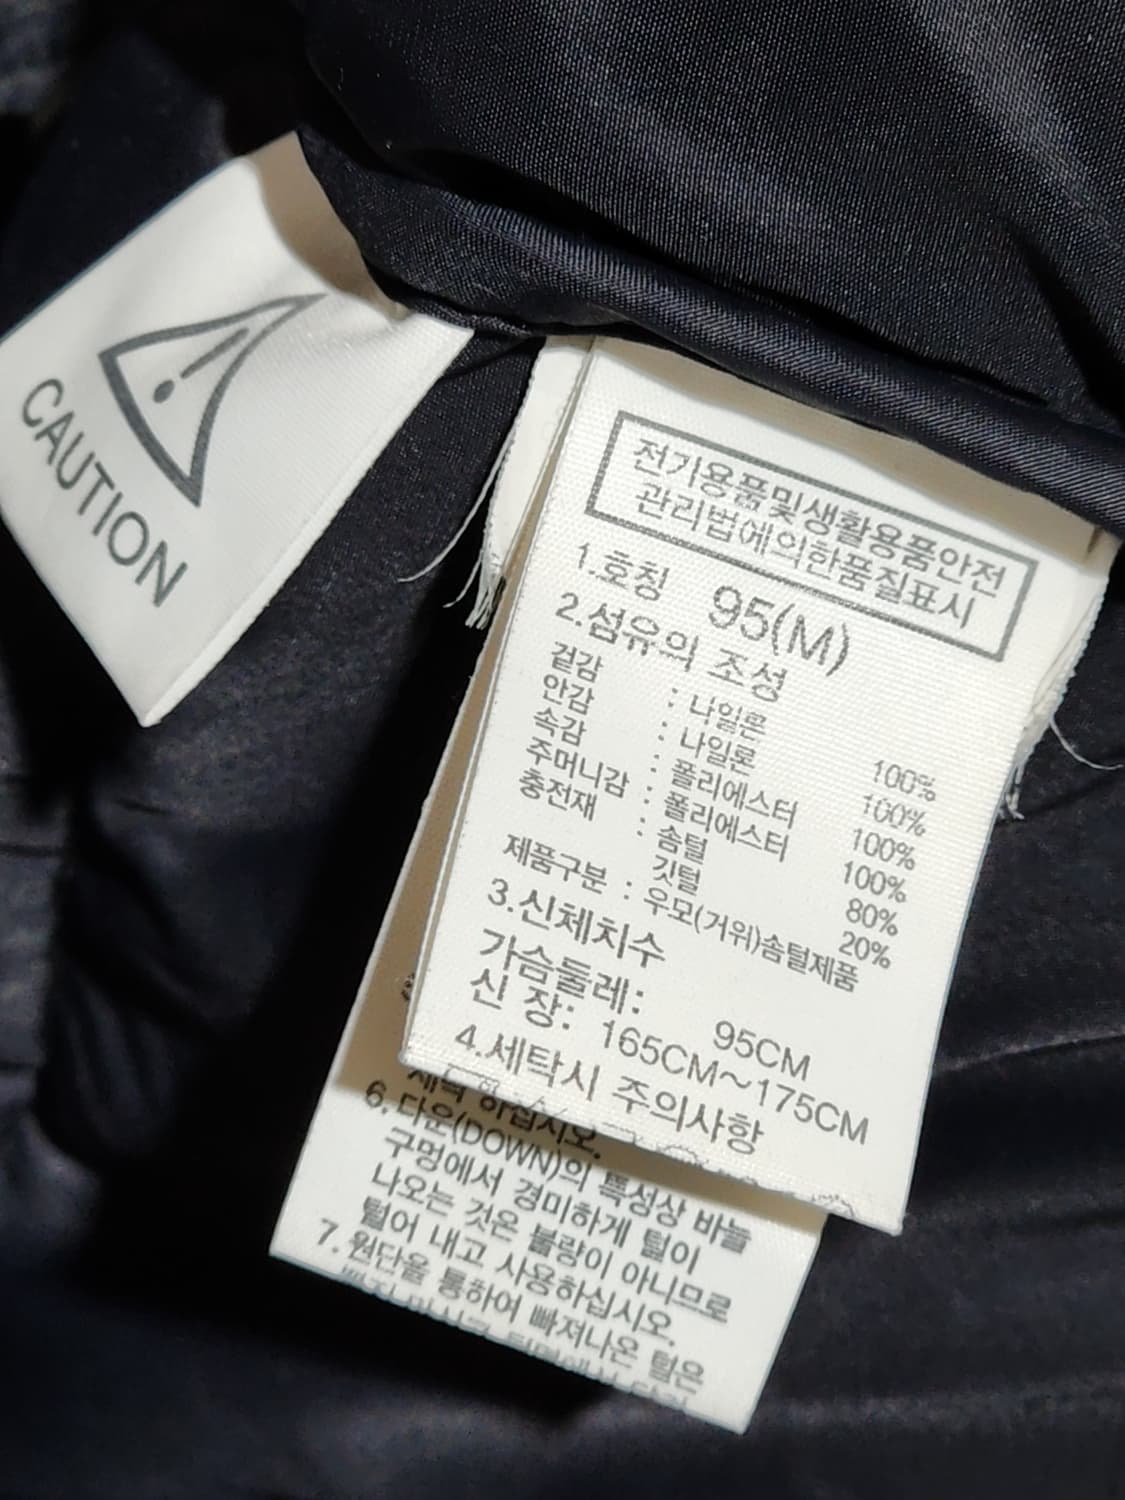 CAUTION
전기용품및생활용품안전
관리법에의한품질표시
1.호칭 95(M)
2.섬유의 조성
겉감 : 나일론 100%
안감 : 나일론 100%
속감 : 폴리에스터 100%
주머니감 : 폴리에스터 100%
충전재 : 솜털 80%
깃털 20%
제품구분 : 우모(거위)솜털제품
3.신체치수
가슴둘레: 95CM
신 장: 165CM~175CM
4.세탁시 주의사항
세탁 하십시오.
6.다운(DOWN)의 특성상 바늘
구멍에서 경미하게 털이
나오는 것은 불량이 아니므로
털어 내고 사용하십시오.
7.원단을 통하여 빠져나온 털은